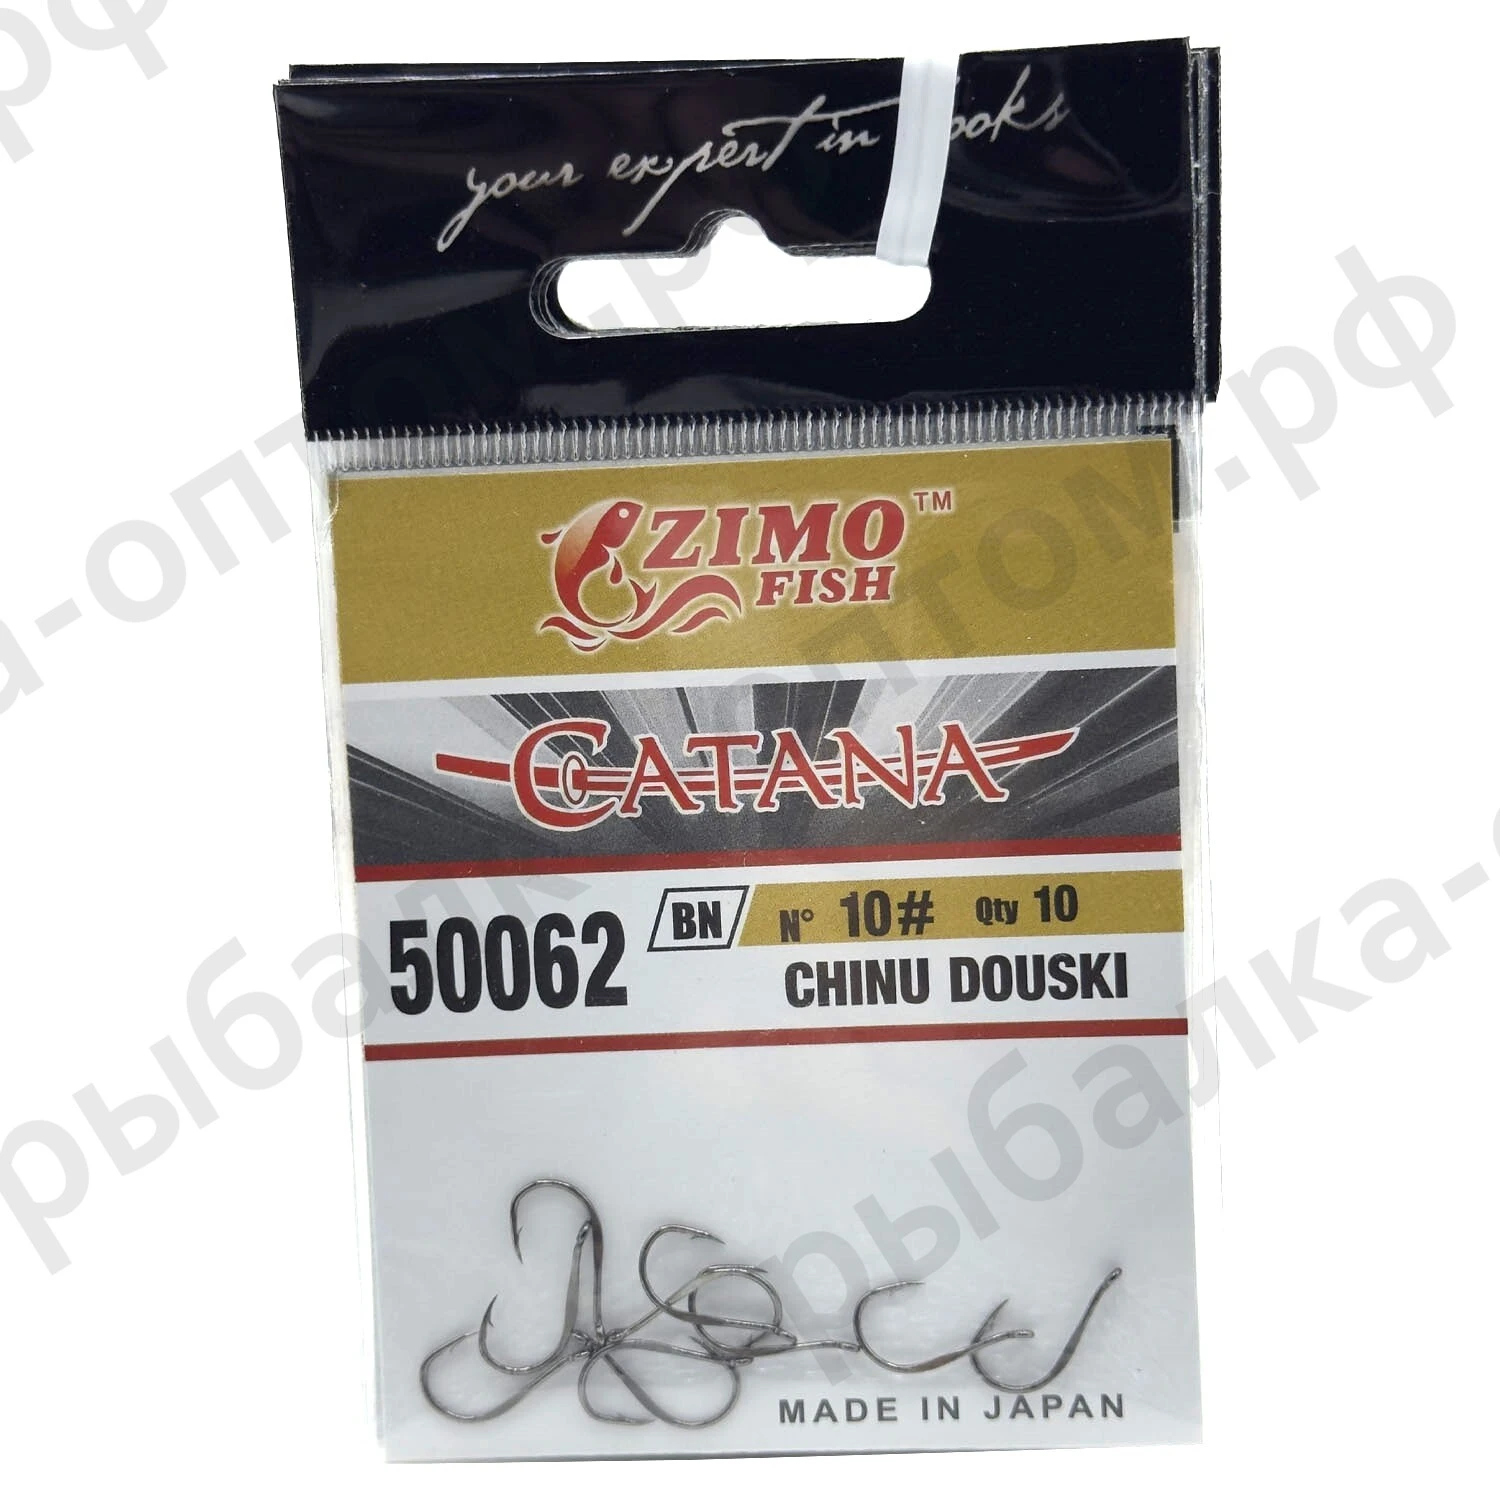 your expert in hooks
ZIMO™
FISH
CATANA
50062
BN
N° 10# Qty 10
CHINU DOUSKI
MADE IN JAPAN
рыбалка-оптом.рф
рыбалка-оптом.рф